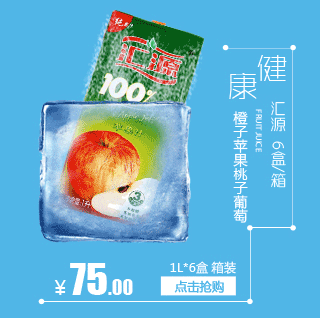 汇源
100%
健康
汇源 6盒/箱
FRUIT JUICE
橙子苹果桃子葡萄
¥75.00
1L*6盒 箱装
点击抢购